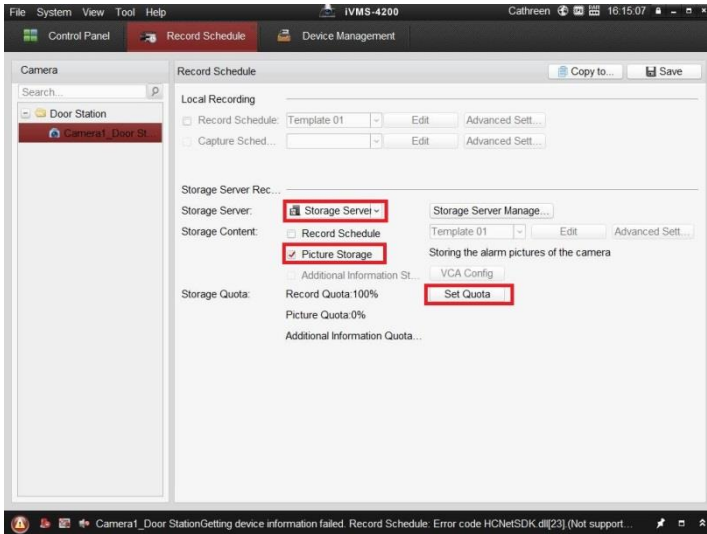 File System View Tool Help iVMS-4200 Cathreen 16:15:07
Control Panel Record Schedule Device Management
Camera
Search...
Door Station
Camera1_Door St...
Record Schedule Copy to... Save
Local Recording
Record Schedule: Template 01 Edit Advanced Sett...
Capture Sched... Edit Advanced Sett...
Storage Server Rec...
Storage Server: Storage Server Storage Server Manage...
Storage Content: Record Schedule Template 01 Edit Advanced Sett...
Picture Storage Storing the alarm pictures of the camera
Additional Information St... VCA Config
Storage Quota: Record Quota:100% Set Quota
Picture Quota:0%
Additional Information Quota...
Camera1_Door StationGetting device information failed. Record Schedule: Error code HCNetSDK.dll[23].(Not support...